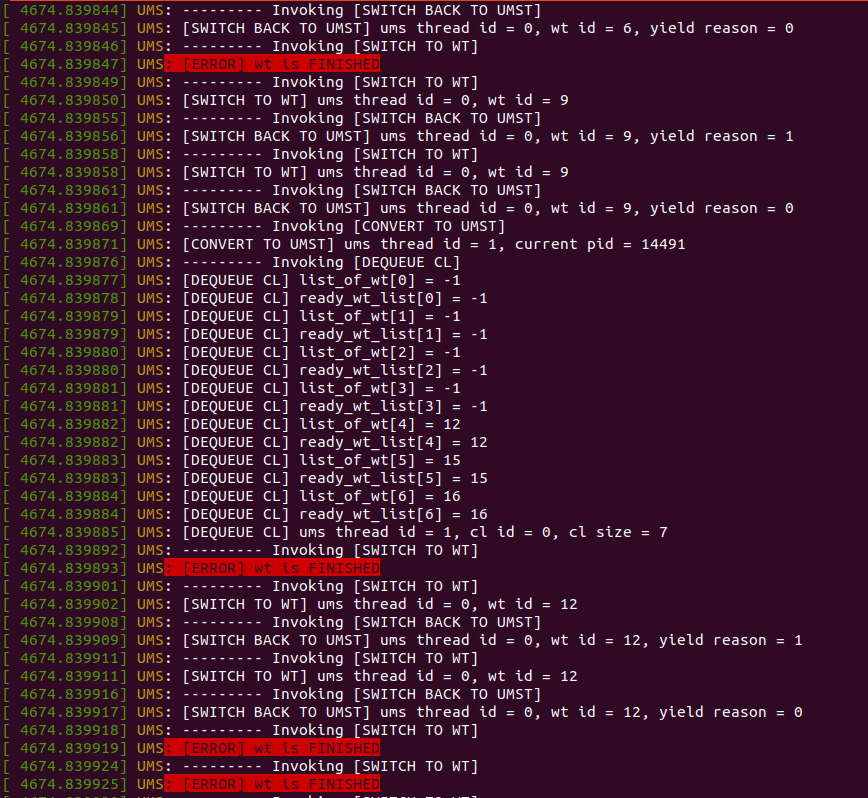 [ 4674.839844] UMS: --------- Invoking [SWITCH BACK TO UMST]
[ 4674.839845] UMS: [SWITCH BACK TO UMST] ums thread id = 0, wt id = 6, yield reason = 0
[ 4674.839846] UMS: --------- Invoking [SWITCH TO WT]
[ 4674.839847] UMS: [ERROR] wt is FINISHED
[ 4674.839849] UMS: --------- Invoking [SWITCH TO WT]
[ 4674.839850] UMS: [SWITCH TO WT] ums thread id = 0, wt id = 9
[ 4674.839855] UMS: --------- Invoking [SWITCH BACK TO UMST]
[ 4674.839856] UMS: [SWITCH BACK TO UMST] ums thread id = 0, wt id = 9, yield reason = 1
[ 4674.839858] UMS: --------- Invoking [SWITCH TO WT]
[ 4674.839858] UMS: [SWITCH TO WT] ums thread id = 0, wt id = 9
[ 4674.839861] UMS: --------- Invoking [SWITCH BACK TO UMST]
[ 4674.839861] UMS: [SWITCH BACK TO UMST] ums thread id = 0, wt id = 9, yield reason = 0
[ 4674.839869] UMS: --------- Invoking [CONVERT TO UMST]
[ 4674.839871] UMS: [CONVERT TO UMST] ums thread id = 1, current pid = 14491
[ 4674.839876] UMS: --------- Invoking [DEQUEUE CL]
[ 4674.839877] UMS: [DEQUEUE CL] list_of_wt[0] = -1
[ 4674.839878] UMS: [DEQUEUE CL] ready_wt_list[0] = -1
[ 4674.839879] UMS: [DEQUEUE CL] list_of_wt[1] = -1
[ 4674.839879] UMS: [DEQUEUE CL] ready_wt_list[1] = -1
[ 4674.839880] UMS: [DEQUEUE CL] list_of_wt[2] = -1
[ 4674.839880] UMS: [DEQUEUE CL] ready_wt_list[2] = -1
[ 4674.839881] UMS: [DEQUEUE CL] list_of_wt[3] = -1
[ 4674.839881] UMS: [DEQUEUE CL] ready_wt_list[3] = -1
[ 4674.839882] UMS: [DEQUEUE CL] list_of_wt[4] = 12
[ 4674.839882] UMS: [DEQUEUE CL] ready_wt_list[4] = 12
[ 4674.839883] UMS: [DEQUEUE CL] list_of_wt[5] = 15
[ 4674.839883] UMS: [DEQUEUE CL] ready_wt_list[5] = 15
[ 4674.839884] UMS: [DEQUEUE CL] list_of_wt[6] = 16
[ 4674.839884] UMS: [DEQUEUE CL] ready_wt_list[6] = 16
[ 4674.839885] UMS: [DEQUEUE CL] ums thread id = 1, cl id = 0, cl size = 7
[ 4674.839892] UMS: --------- Invoking [SWITCH TO WT]
[ 4674.839893] UMS: [ERROR] wt is FINISHED
[ 4674.839901] UMS: --------- Invoking [SWITCH TO WT]
[ 4674.839902] UMS: [SWITCH TO WT] ums thread id = 0, wt id = 12
[ 4674.839908] UMS: --------- Invoking [SWITCH BACK TO UMST]
[ 4674.839909] UMS: [SWITCH BACK TO UMST] ums thread id = 0, wt id = 12, yield reason = 1
[ 4674.839911] UMS: --------- Invoking [SWITCH TO WT]
[ 4674.839911] UMS: [SWITCH TO WT] ums thread id = 0, wt id = 12
[ 4674.839916] UMS: --------- Invoking [SWITCH BACK TO UMST]
[ 4674.839917] UMS: [SWITCH BACK TO UMST] ums thread id = 0, wt id = 12, yield reason = 0
[ 4674.839918] UMS: --------- Invoking [SWITCH TO WT]
[ 4674.839919] UMS: [ERROR] wt is FINISHED
[ 4674.839924] UMS: --------- Invoking [SWITCH TO WT]
[ 4674.839925] UMS: [ERROR] wt is FINISHED